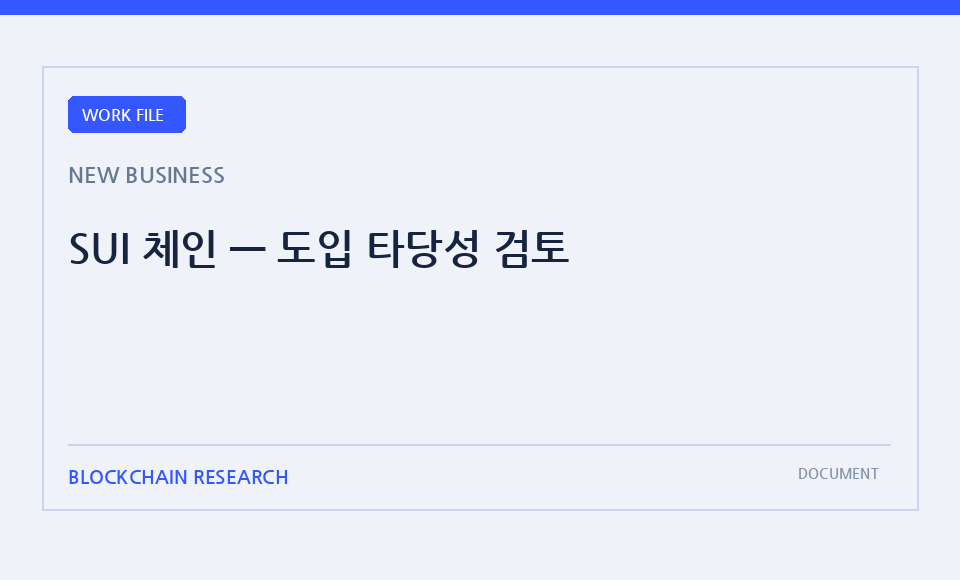 WORK FILE
NEW BUSINESS
SUI 체인 — 도입 타당성 검토
BLOCKCHAIN RESEARCH
DOCUMENT